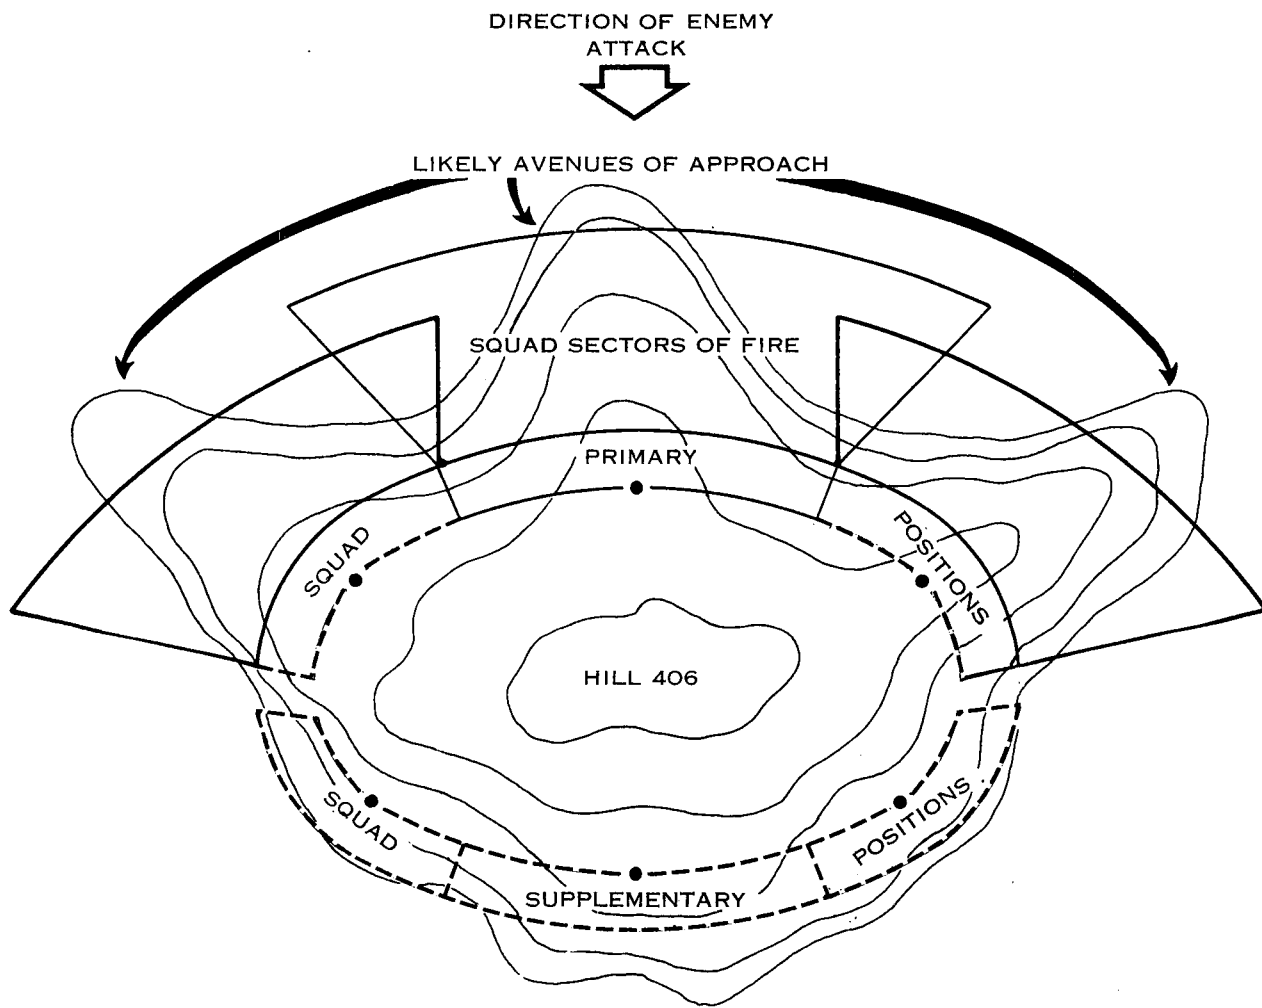 DIRECTION OF ENEMY
ATTACK
LIKELY AVENUES OF APPROACH
SQUAD SECTORS OF FIRE
PRIMARY
SQUAD
POSITIONS
HILL 406
SQUAD
POSITIONS
SUPPLEMENTARY